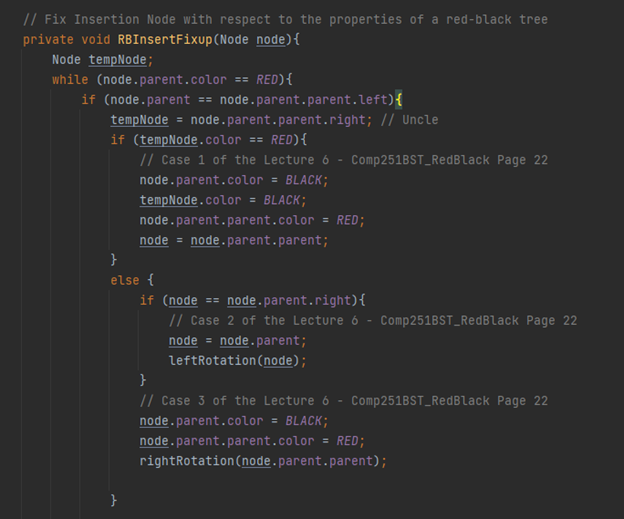 // Fix Insertion Node with respect to the properties of a red-black tree
private void RBInsertFixup(Node node){
Node tempNode;
while (node.parent.color == RED){
if (node.parent == node.parent.parent.left){
tempNode = node.parent.parent.right; // Uncle
if (tempNode.color == RED){
// Case 1 of the Lecture 6 - Comp251BST_RedBlack Page 22
node.parent.color = BLACK;
tempNode.color = BLACK;
node.parent.parent.color = RED;
node = node.parent.parent;
}
else {
if (node == node.parent.right){
// Case 2 of the Lecture 6 - Comp251BST_RedBlack Page 22
node = node.parent;
leftRotation(node);
}
// Case 3 of the Lecture 6 - Comp251BST_RedBlack Page 22
node.parent.color = BLACK;
node.parent.parent.color = RED;
rightRotation(node.parent.parent);
}